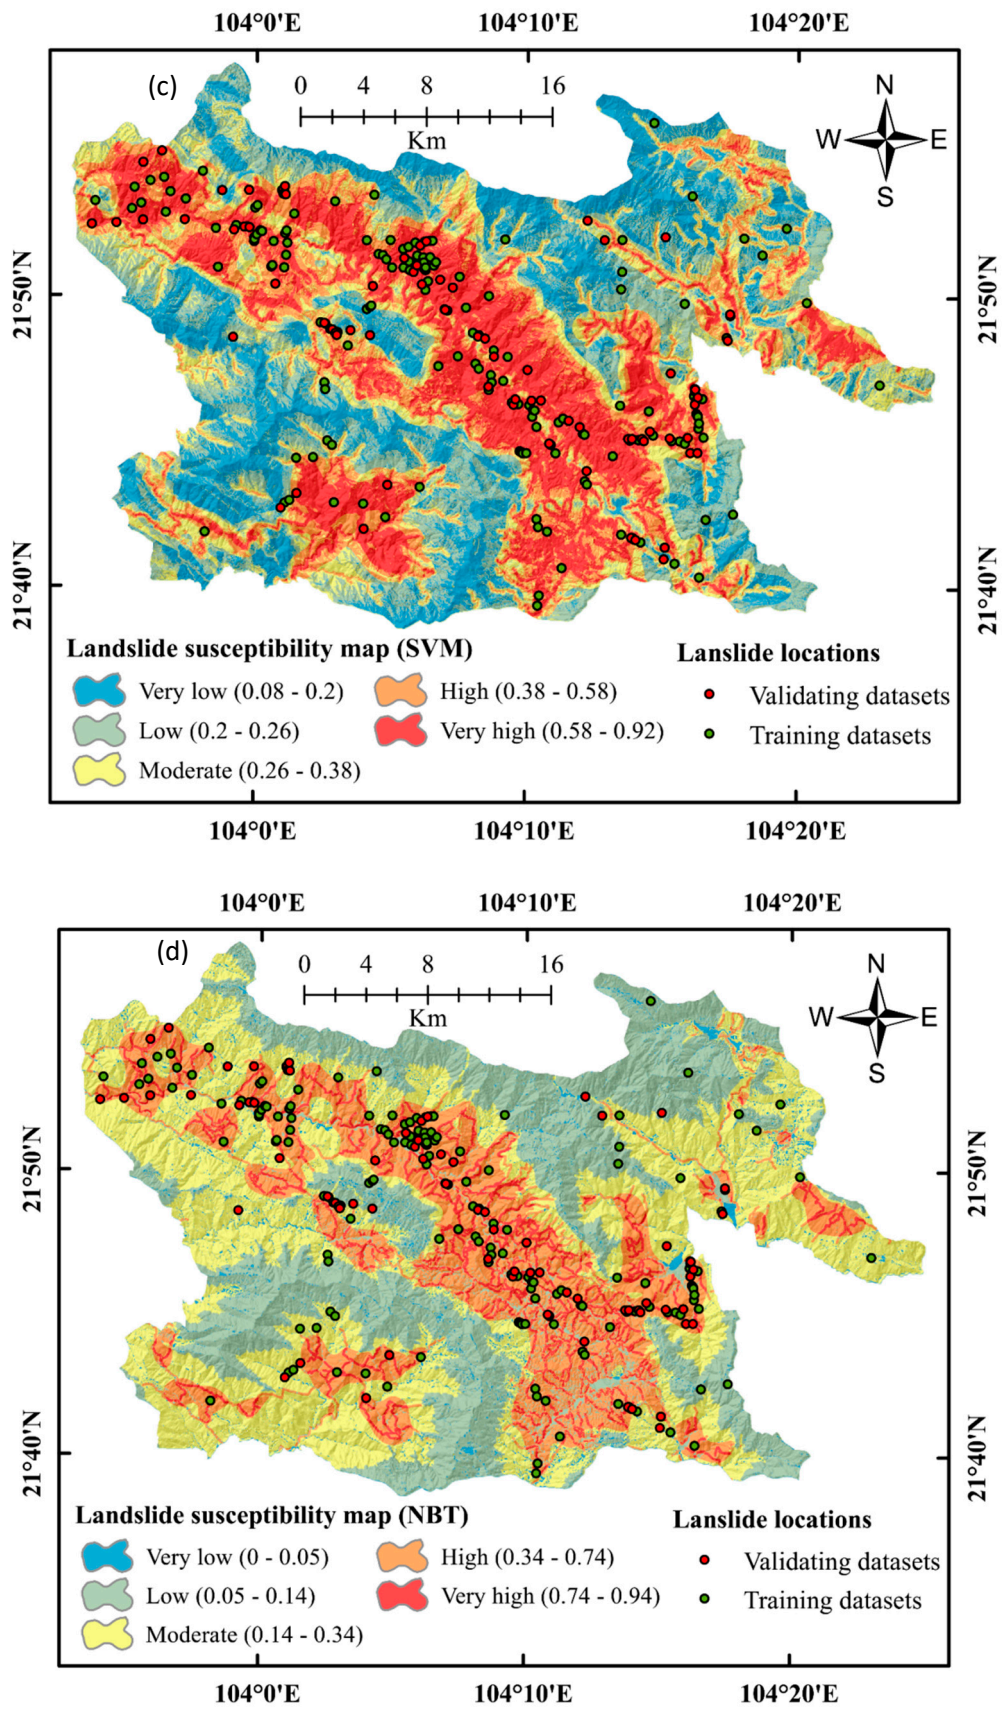 104°0'E 104°10'E 104°20'E
(c)
0 4 8 16
Km
N
W E
S
21°50'N
21°50'N
21°40'N
21°40'N
Landslide susceptibility map (SVM)
Very low (0.08 - 0.2)
Low (0.2 - 0.26)
Moderate (0.26 - 0.38)
High (0.38 - 0.58)
Very high (0.58 - 0.92)
Lanslide locations
Validating datasets
Training datasets
104°0'E 104°10'E 104°20'E
104°0'E 104°10'E 104°20'E
(d)
0 4 8 16
Km
N
W E
S
21°50'N
21°50'N
21°40'N
21°40'N
Landslide susceptibility map (NBT)
Very low (0 - 0.05)
Low (0.05 - 0.14)
Moderate (0.14 - 0.34)
High (0.34 - 0.74)
Very high (0.74 - 0.94)
Lanslide locations
Validating datasets
Training datasets
104°0'E 104°10'E 104°20'E